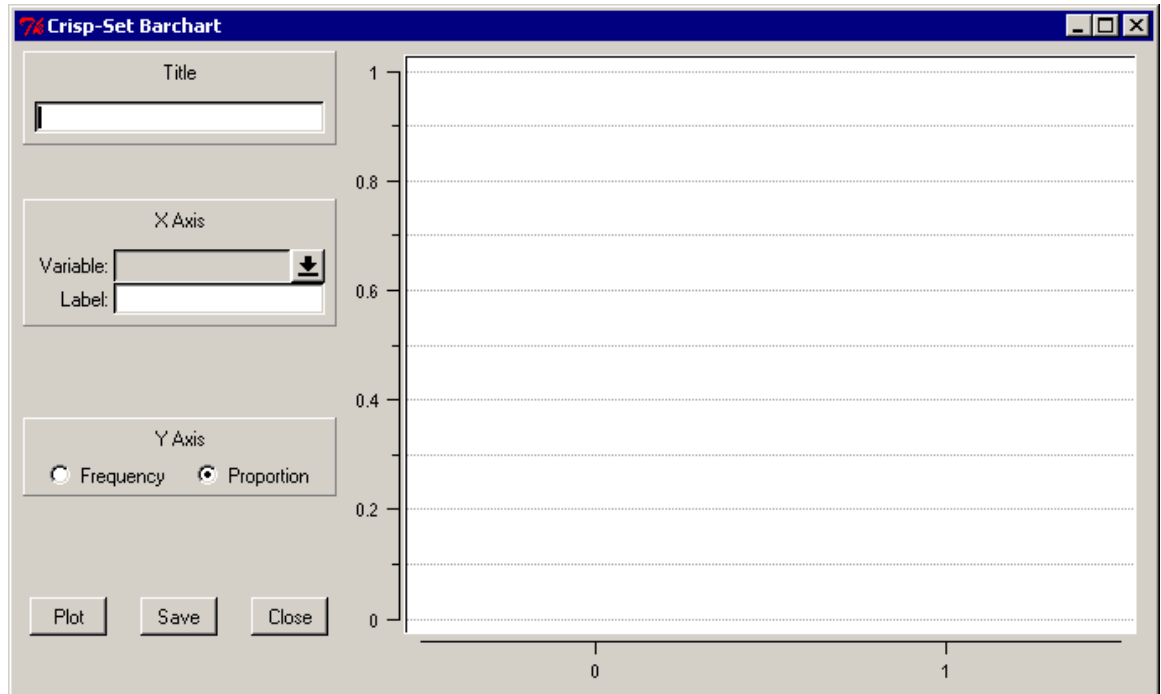 Crisp-Set Barchart
Title
X Axis
Variable:
Label:
Y Axis
Frequency Proportion
Plot Save Close
1
0.8
0.6
0.4
0.2
0
0 1